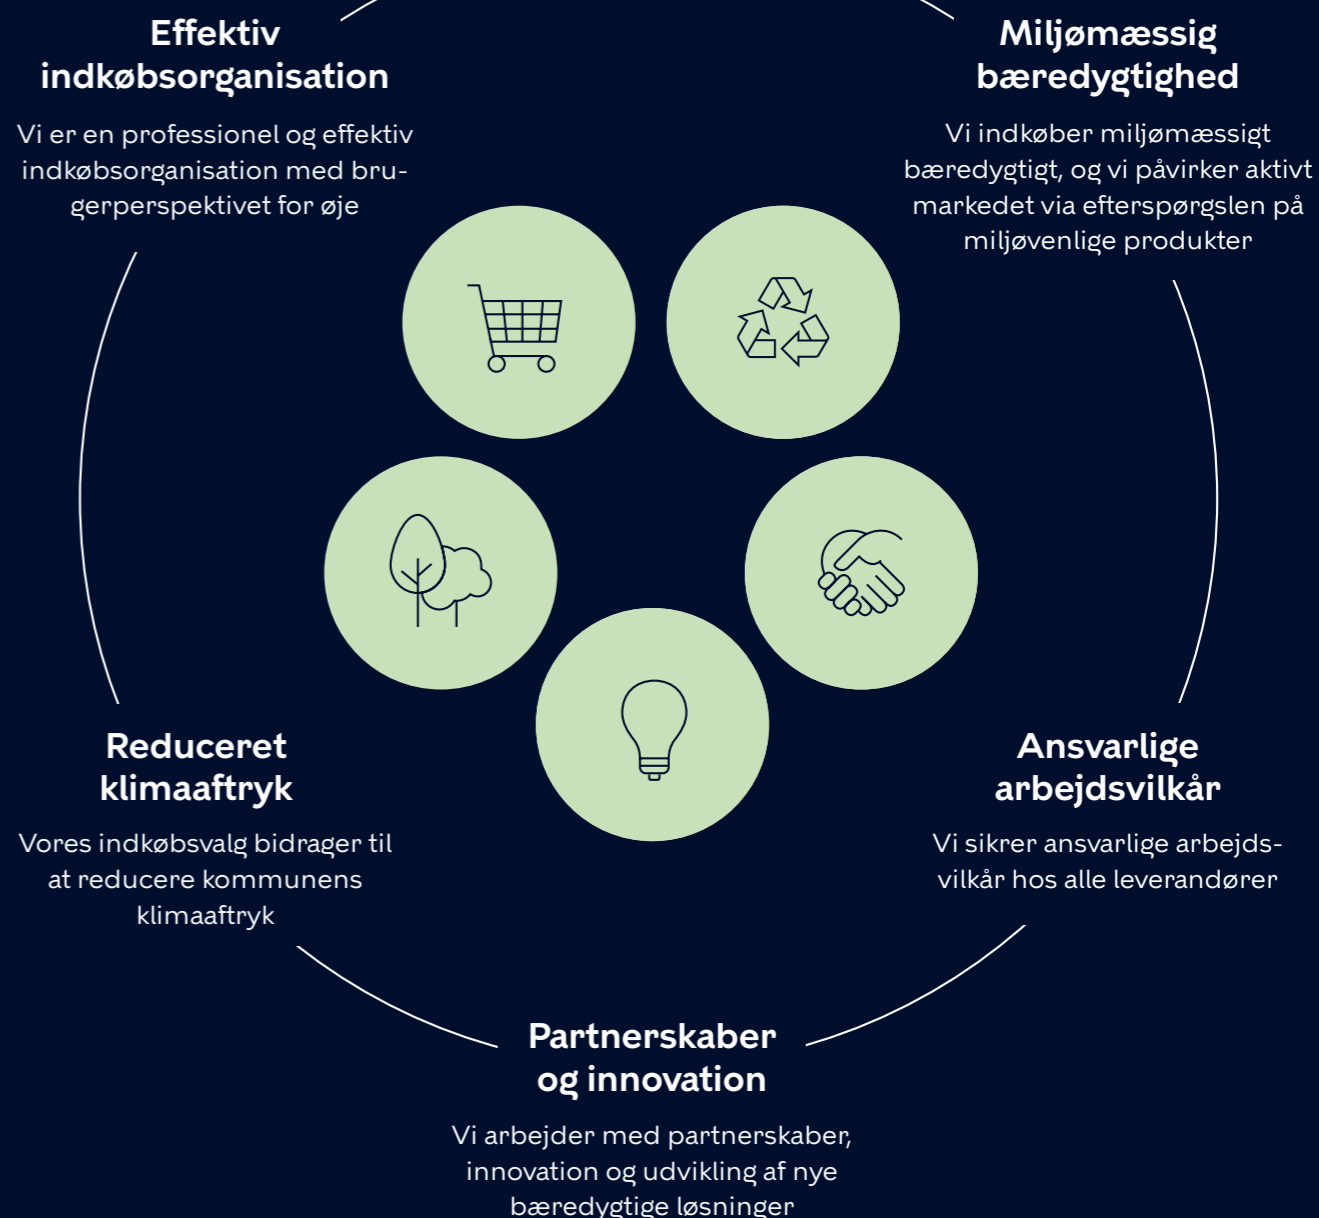 Effektiv
indkøbsorganisation
Vi er en professionel og effektiv
indkøbsorganisation med bru-
gerperspektivet for øje
Miljømæssig
bæredygtighed
Vi indkøber miljømæssigt
bæredygtigt, og vi påvirker aktivt
markedet via efterspørgslen på
miljøvenlige produkter
Reduceret
klimaaftryk
Vores indkøbsvalg bidrager til
at reducere kommunens
klimaaftryk
Ansvarlige
arbejdsvilkår
Vi sikrer ansvarlige arbejds-
vilkår hos alle leverandører
Partnerskaber
og innovation
Vi arbejder med partnerskaber,
innovation og udvikling af nye
bæredygtige løsninger